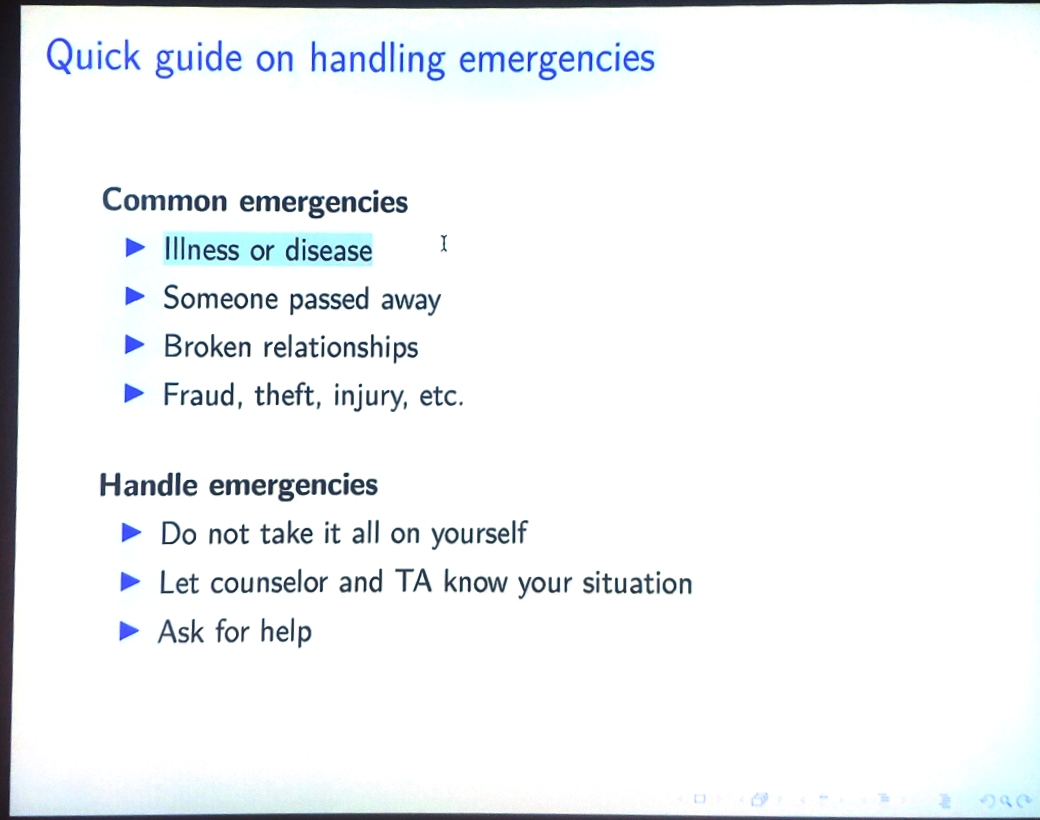 Quick guide on handling emergencies
Common emergencies
Illness or disease
Someone passed away
Broken relationships
Fraud, theft, injury, etc.
Handle emergencies
Do not take it all on yourself
Let counselor and TA know your situation
Ask for help